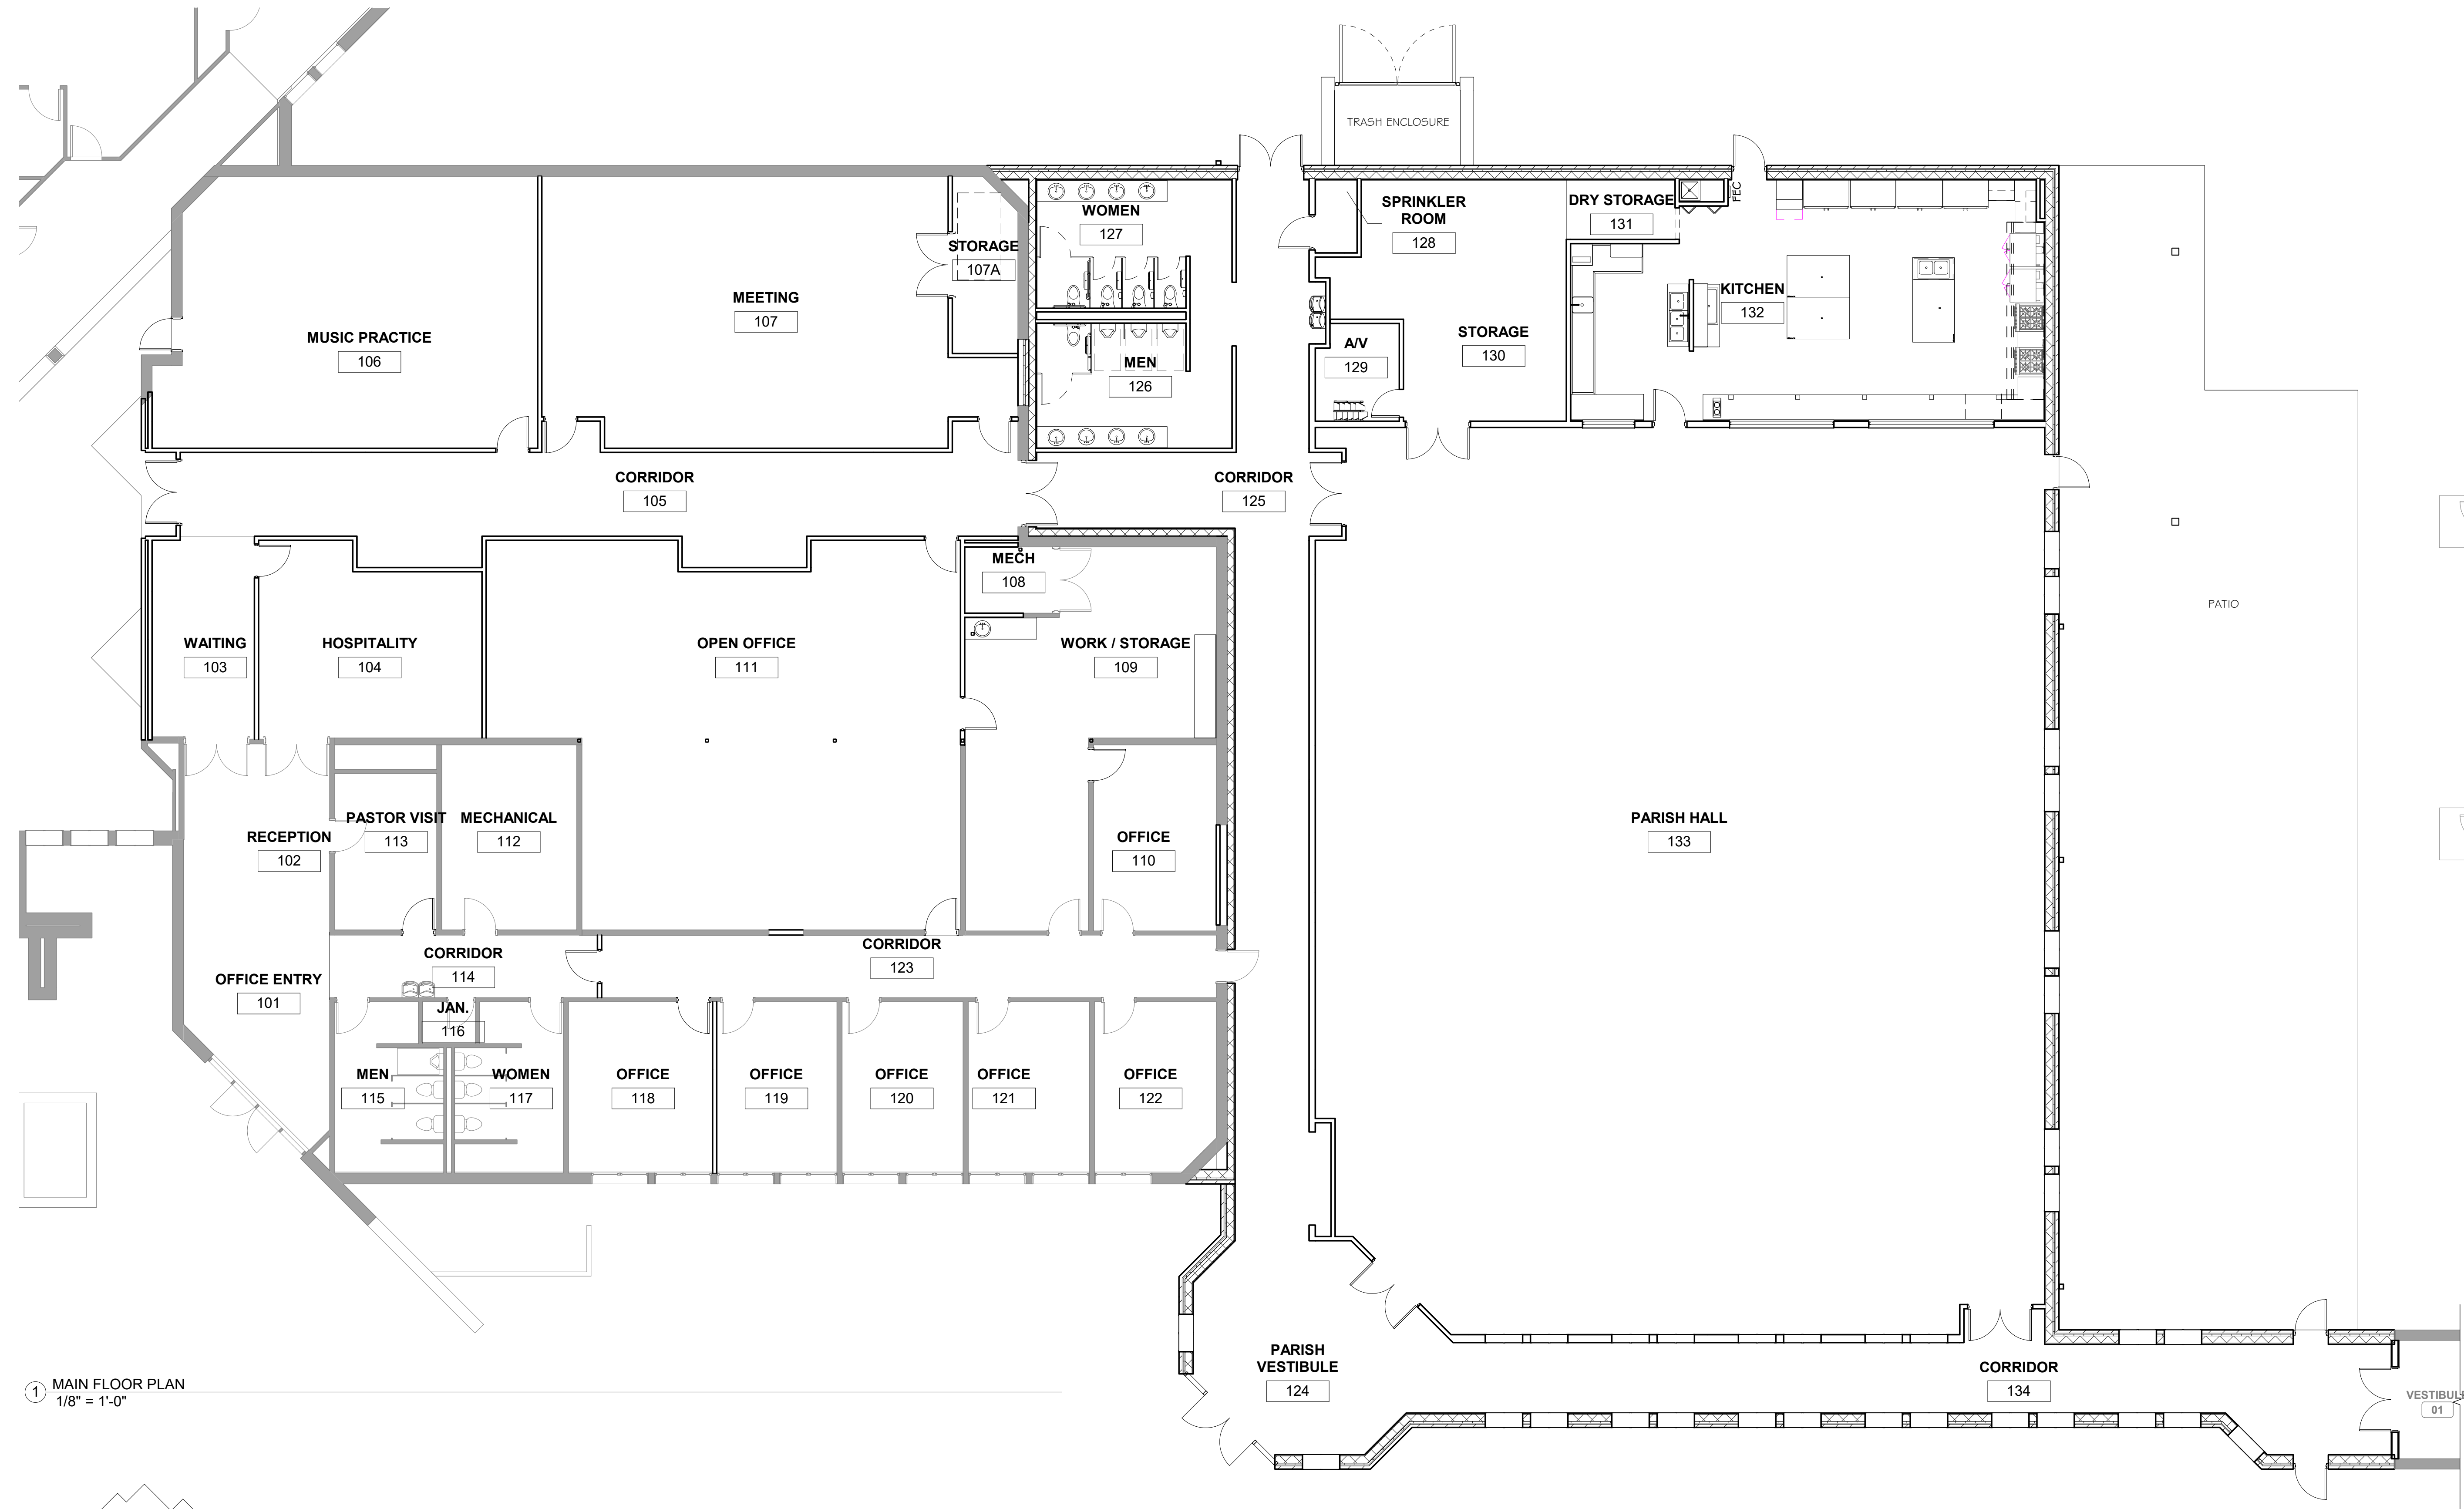 TRASH ENCLOSURE
SPRINKLER
ROOM
128
DRY STORAGE
131
FEC
WOMEN
127
STORAGE
107A
MEETING
107
MUSIC PRACTICE
106
KITCHEN
132
STORAGE
130
A/V
129
MEN
126
CORRIDOR
105
CORRIDOR
125
MECH
108
PATIO
WAITING
103
HOSPITALITY
104
OPEN OFFICE
111
WORK / STORAGE
109
PASTOR VISIT
113
MECHANICAL
112
RECEPTION
102
OFFICE
110
PARISH HALL
133
CORRIDOR
114
CORRIDOR
123
OFFICE ENTRY
101
JAN.
116
MEN
115
WOMEN
117
OFFICE
118
OFFICE
119
OFFICE
120
OFFICE
121
OFFICE
122
PARISH
VESTIBULE
124
CORRIDOR
134
VESTIBULE
01
1 MAIN FLOOR PLAN
1/8" = 1'-0"